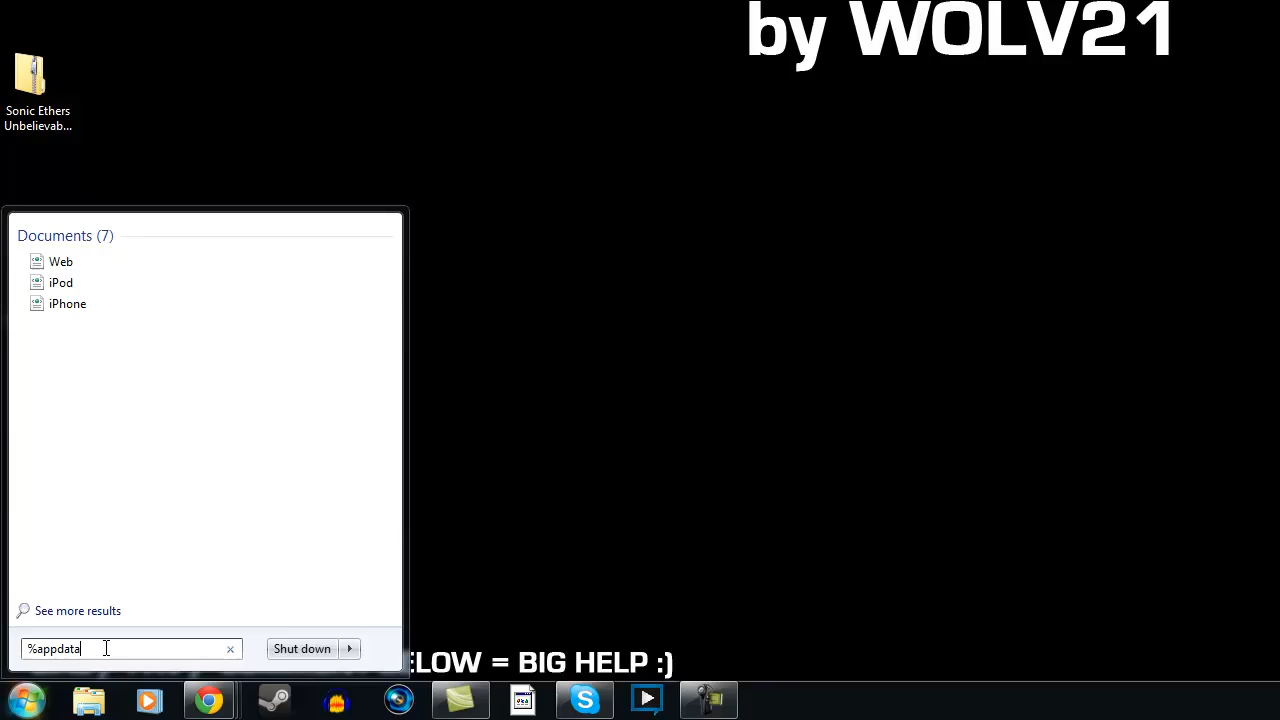 by WOLV21
Sonic Ethers
Unbelievab...
Documents (7)
Web
iPod
iPhone
See more results
%appdata
Shut down
ELOW = BIG HELP :)